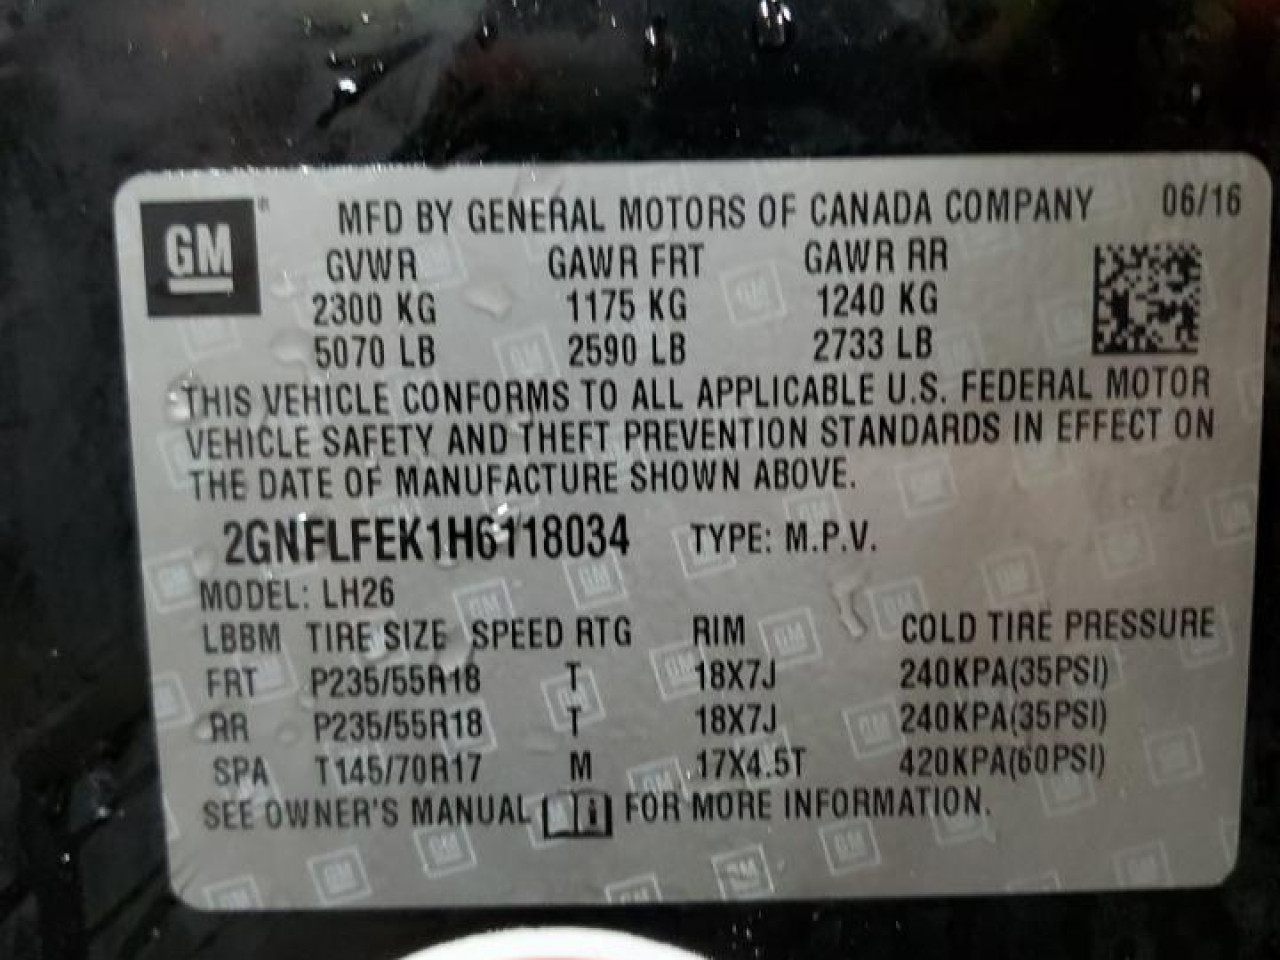 GM
MFD BY GENERAL MOTORS OF CANADA COMPANY 06/16
GVWR GAWR FRT GAWR RR
2300 KG 1175 KG 1240 KG
5070 LB 2590 LB 2733 LB
THIS VEHICLE CONFORMS TO ALL APPLICABLE U.S. FEDERAL MOTOR
VEHICLE SAFETY AND THEFT PREVENTION STANDARDS IN EFFECT ON
THE DATE OF MANUFACTURE SHOWN ABOVE.
2GNFLFEK1H6118034 TYPE: M.P.V.
MODEL: LH26
LBBM TIRE SIZE SPEED RTG RIM COLD TIRE PRESSURE
FRT P235/55R18 T 18X7J 240KPA(35PSI)
RR P235/55R18 T 18X7J 240KPA(35PSI)
SPA T145/70R17 M 17X4.5T 420KPA(60PSI)
SEE OWNER'S MANUAL FOR MORE INFORMATION.